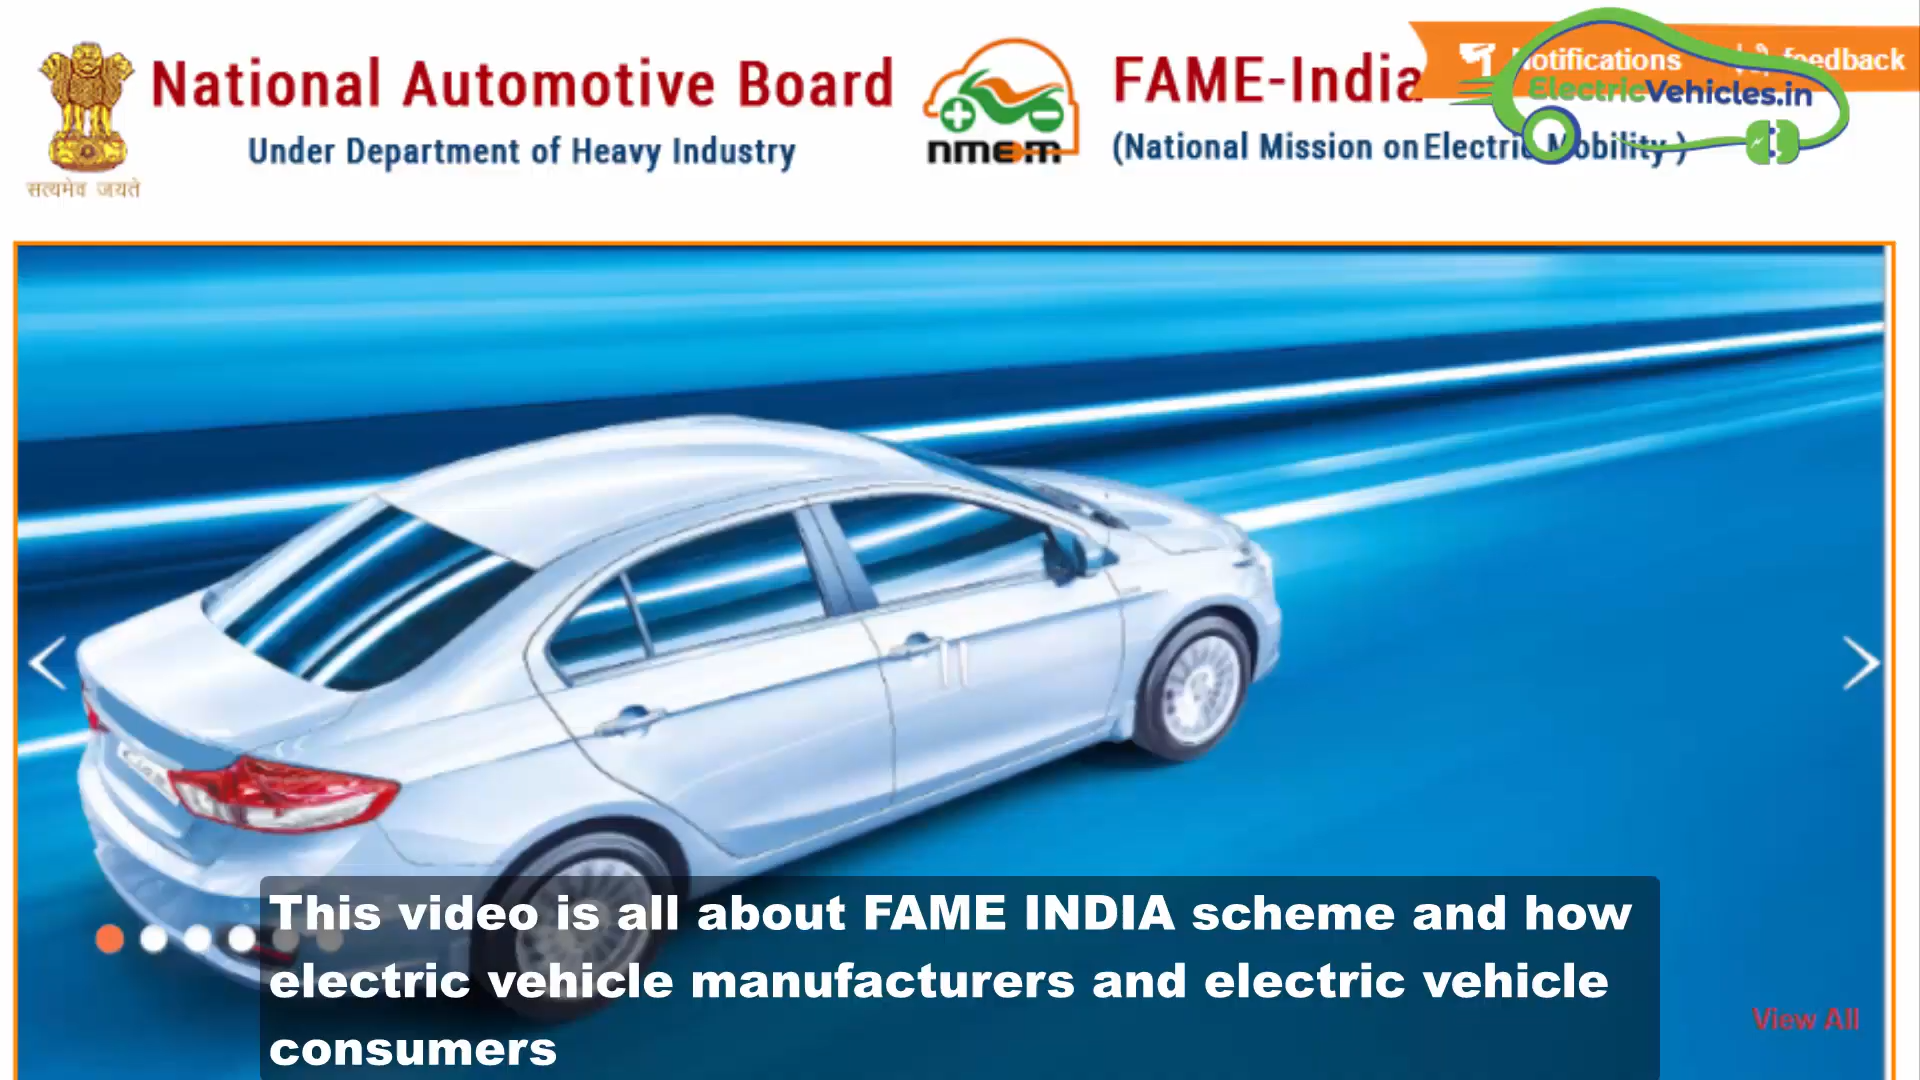 National Automotive Board
Under Department of Heavy Industry
सत्यमेव जयते
nmem
FAME-India
(National Mission on Electric Mobility )
Notifications
feedback
ElectricVehicles.in
View All
This video is all about FAME INDIA scheme and how
electric vehicle manufacturers and electric vehicle
consumers